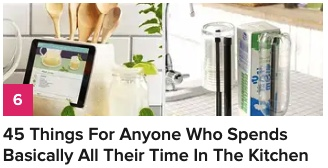 6
45 Things For Anyone Who Spends
Basically All Their Time In The Kitchen